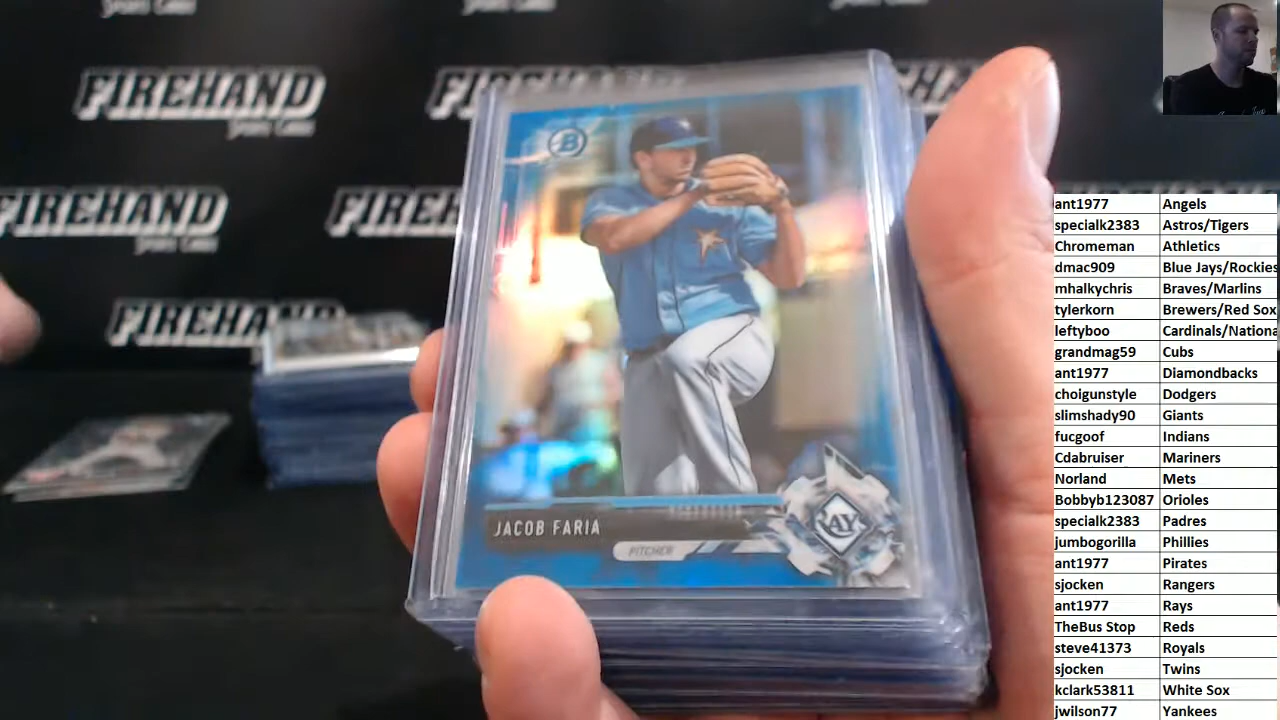 FIREHAND
SPORTS CARDS
FIREHAND
FIREHAND
FIREHAND
B
RAYS
JACOB FARIA
PITCHER
ant1977 Angels
specialk2383 Astros/Tigers
Chromeman Athletics
dmac909 Blue Jays/Rockies
mhalkychris Braves/Marlins
tylerkorn Brewers/Red Sox
leftyboo Cardinals/Nationa
grandmag59 Cubs
ant1977 Diamondbacks
choigunstyle Dodgers
slimshady90 Giants
fucgoof Indians
Cdabruiser Mariners
Norland Mets
Bobbyb123087 Orioles
specialk2383 Padres
jumbogorilla Phillies
ant1977 Pirates
sjocken Rangers
ant1977 Rays
TheBus Stop Reds
steve41373 Royals
sjocken Twins
kclark53811 White Sox
jwilson77 Yankees